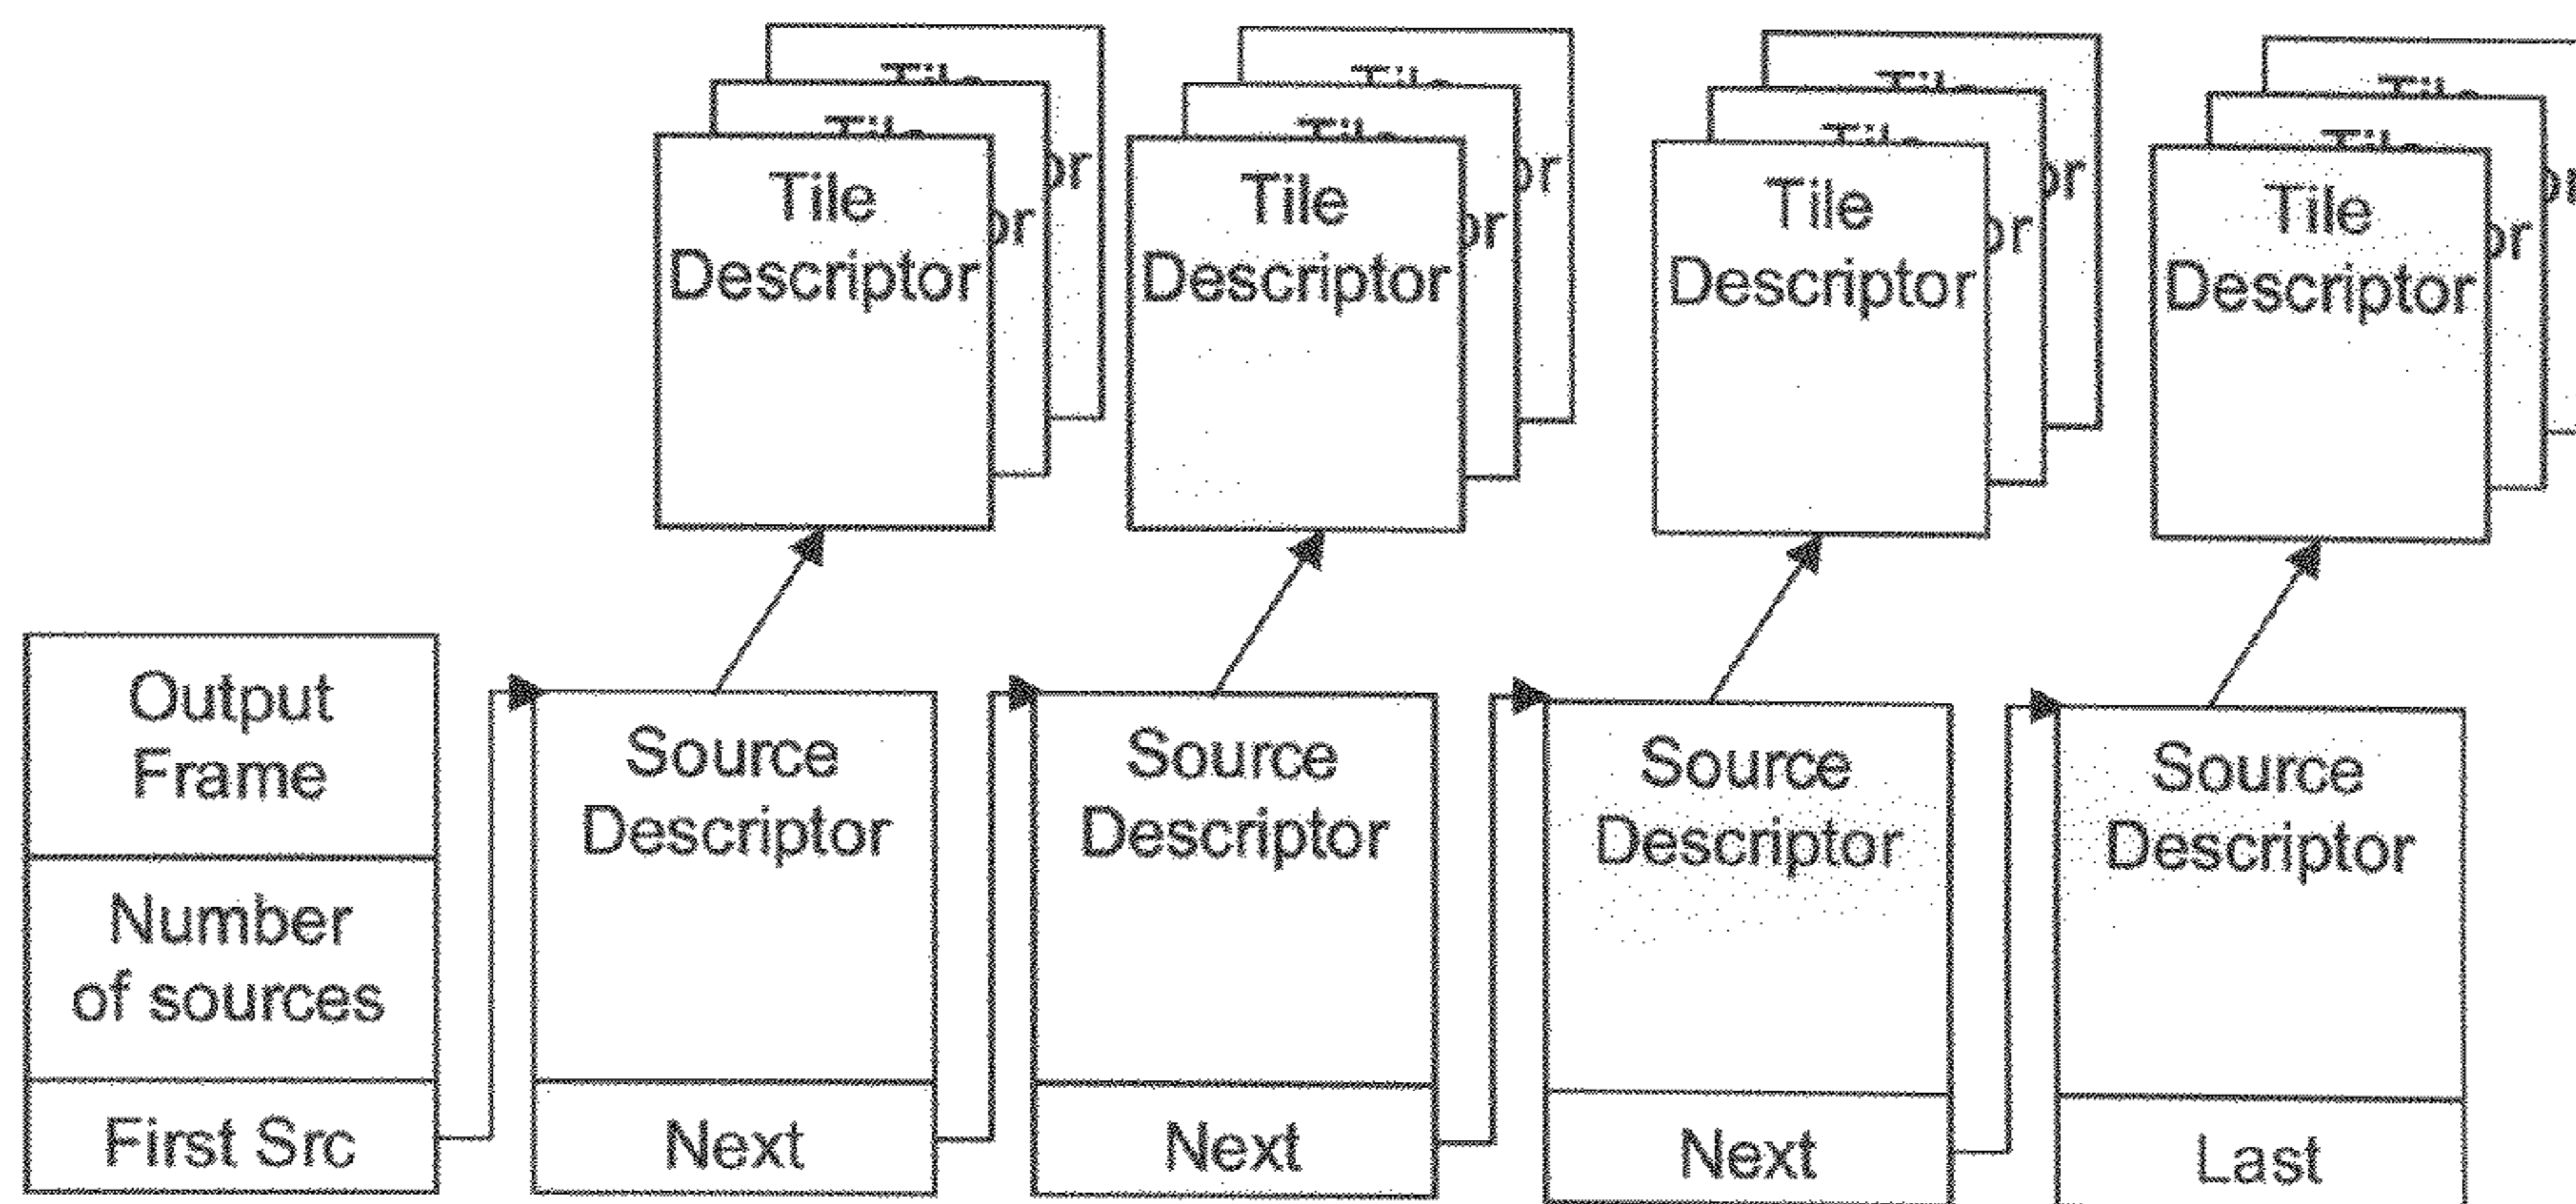 Tile
Descriptor
Tile
Descriptor
Tile
Descriptor
Tile
Descriptor
Output
Frame
Number
of sources
First Src
Source
Descriptor
Next
Source
Descriptor
Next
Source
Descriptor
Next
Source
Descriptor
Last